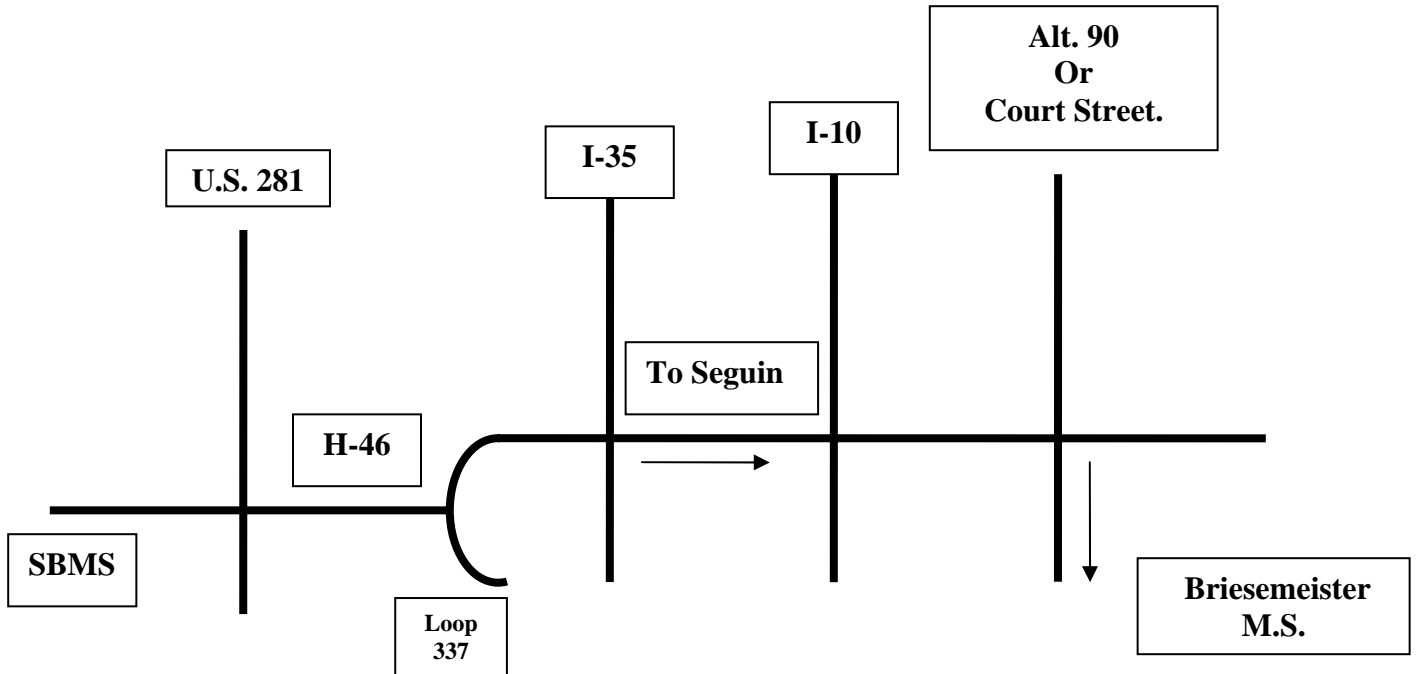 Alt. 90
Or
Court Street.
I-10
I-35
U.S. 281
To Seguin
H-46
SBMS
Loop
337
Briesemeister
M.S.